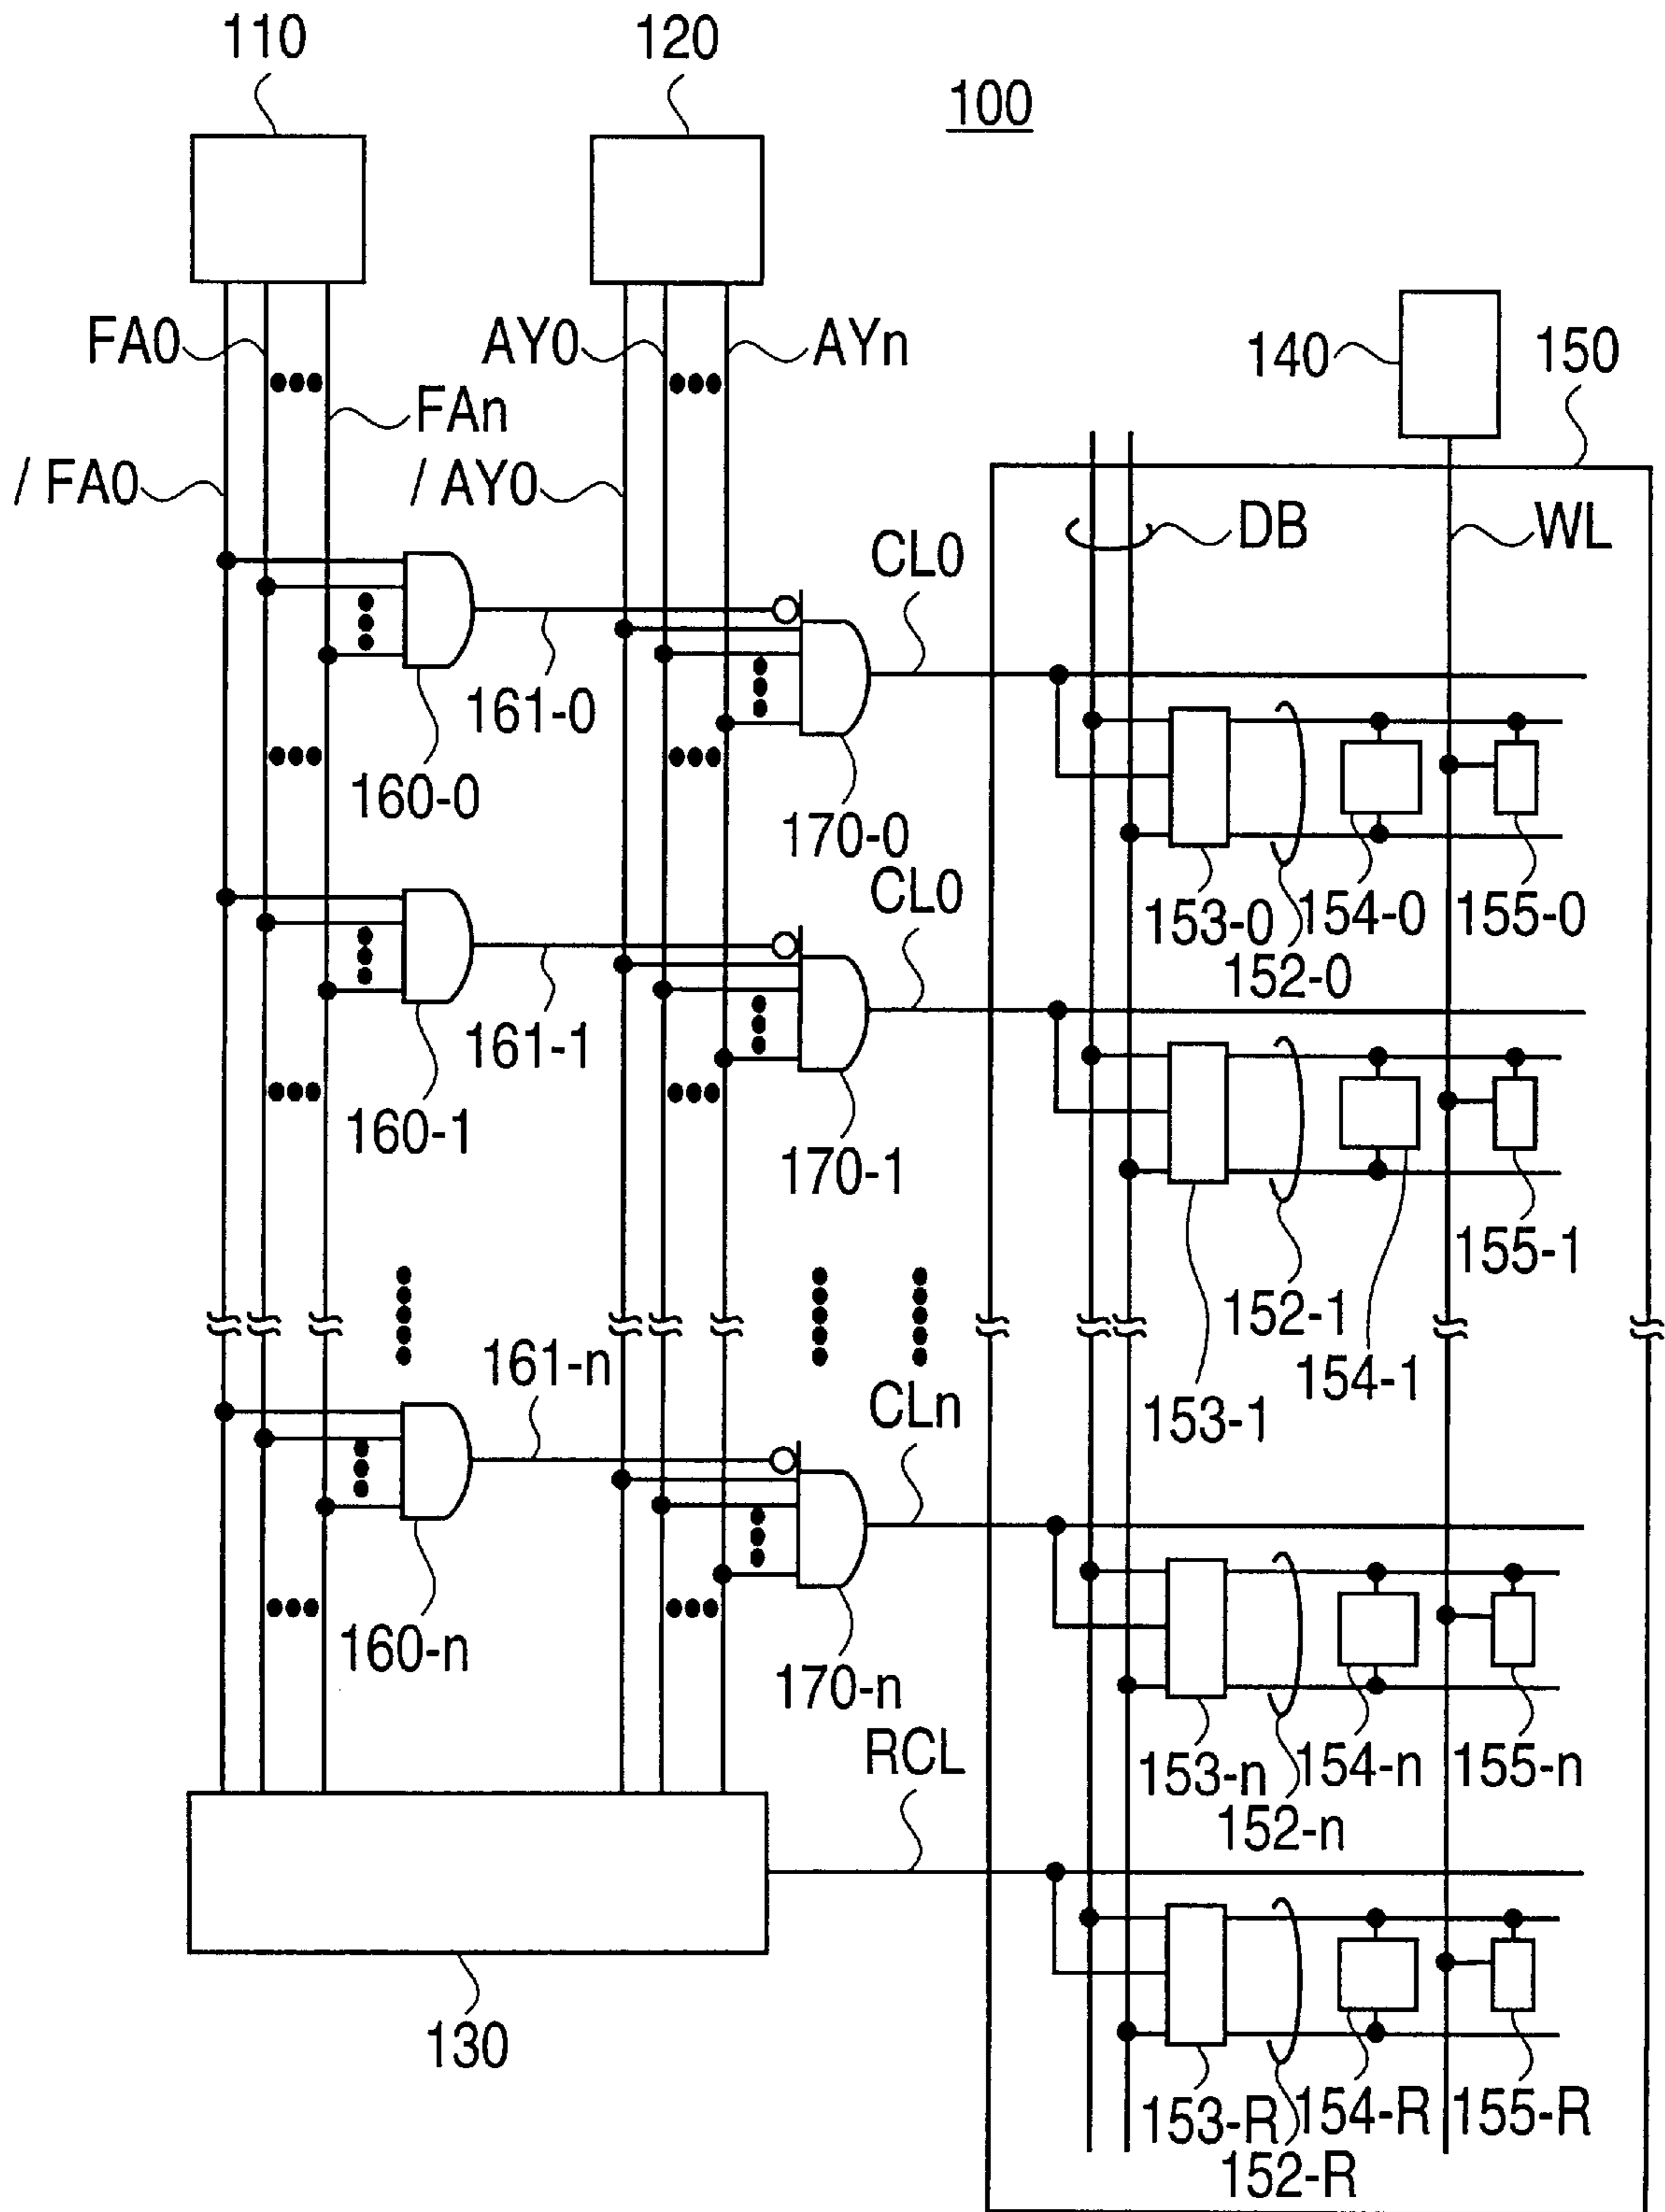 110
120
100
FA0
AY0
AYn
140
150
FAn
/ FA0
/ AY0
DB
WL
CL0
161-0
160-0
170-0
CL0
153-0
154-0
155-0
152-0
161-1
160-1
170-1
155-1
152-1
154-1
153-1
161-n
CLn
160-n
170-n
RCL
153-n
154-n
155-n
152-n
130
153-R
154-R
155-R
152-R